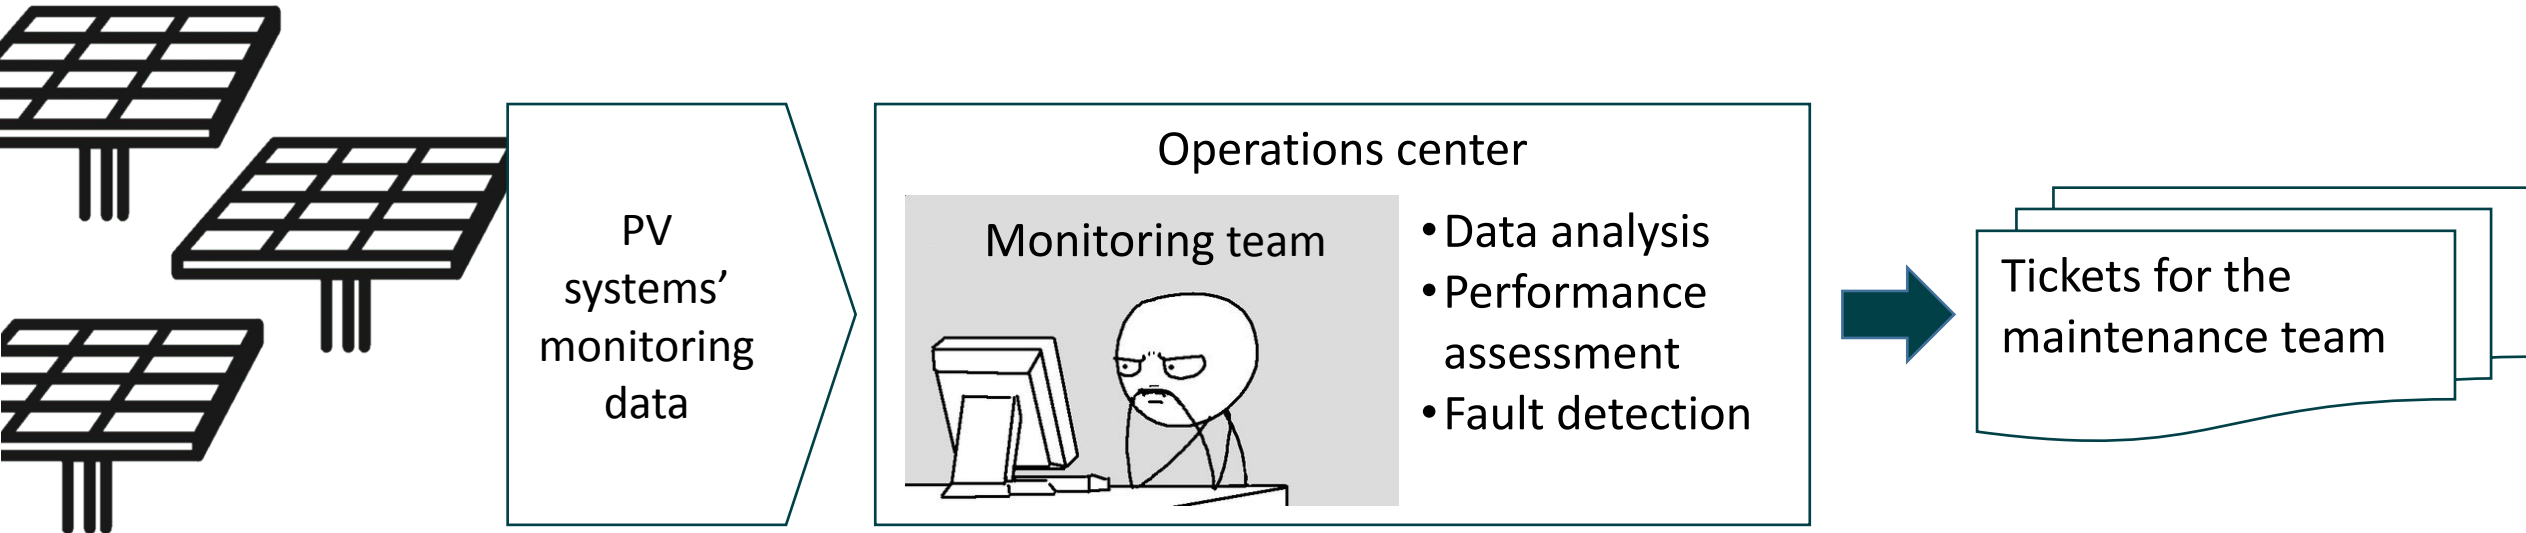 PV
systems’
monitoring
data
Operations center
Monitoring team
•Data analysis
•Performance
assessment
•Fault detection
Tickets for the
maintenance team